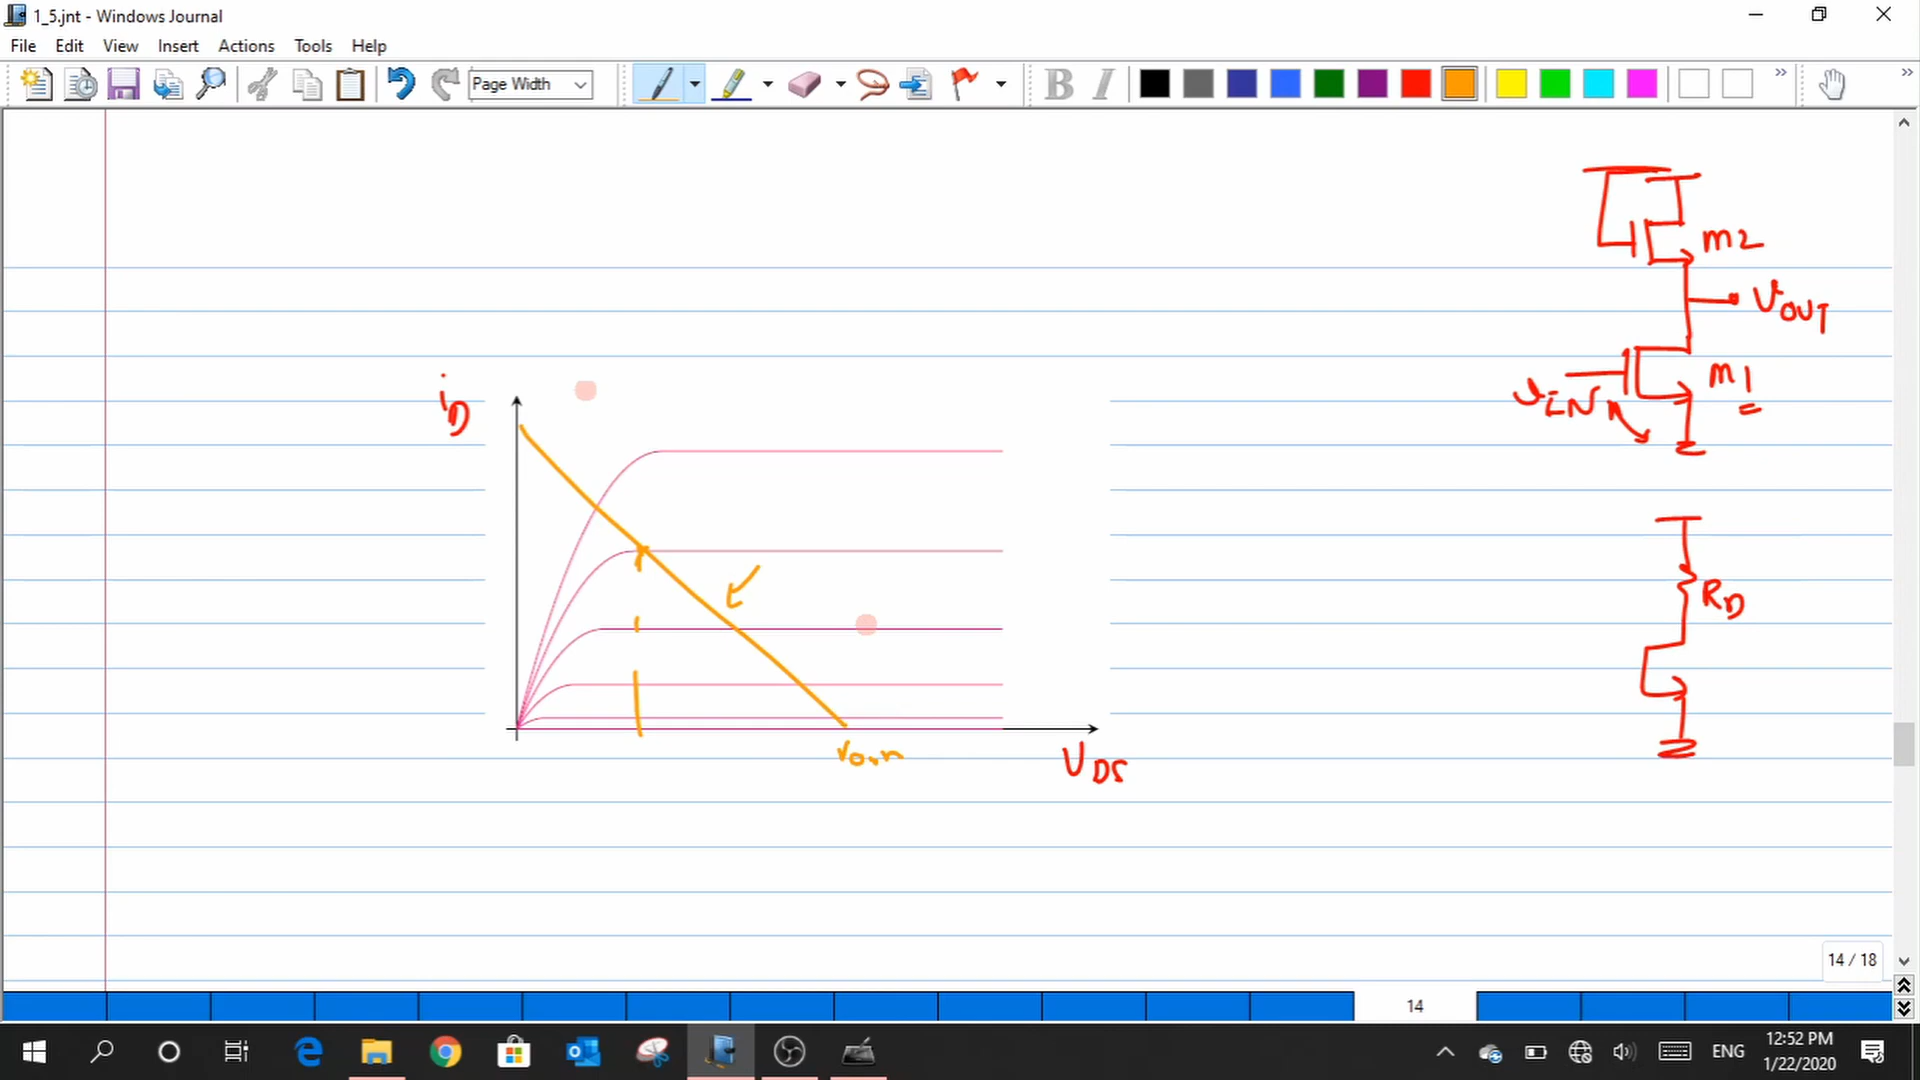 1_5.jnt - Windows Journal
File Edit View Insert Actions Tools Help
Page Width
B I
m2
VOUT
m1
VIN
iD
RD
VDS
14 / 18
14
ENG
12:52 PM
1/22/2020